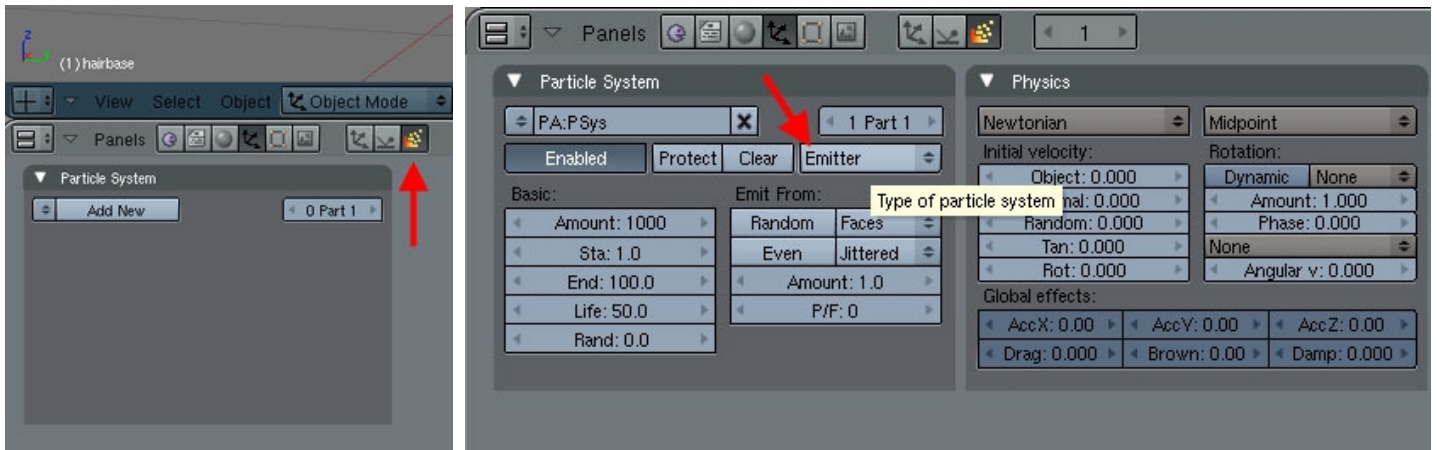 z
(1) hairbase
View Select Object Object Mode
Panels
Particle System
Add New 0 Part 1
Panels 1
Particle System
PA:PSys 1 Part 1
Enabled Protect Clear Emitter
Type of particle system
Basic: Emit From:
Amount: 1000 Random Faces
Sta: 1.0 Even Jittered
End: 100.0 Amount: 1.0
Life: 50.0 P/F: 0
Rand: 0.0
Physics
Newtonian Midpoint
Initial velocity: Rotation:
Object: 0.000 Dynamic None
mal: 0.000 Amount: 1.000
Random: 0.000 Phase: 0.000
Tan: 0.000 None
Rot: 0.000 Angular v: 0.000
Global effects:
AccX: 0.00 AccY: 0.00 AccZ: 0.00
Drag: 0.000 Brown: 0.00 Damp: 0.000